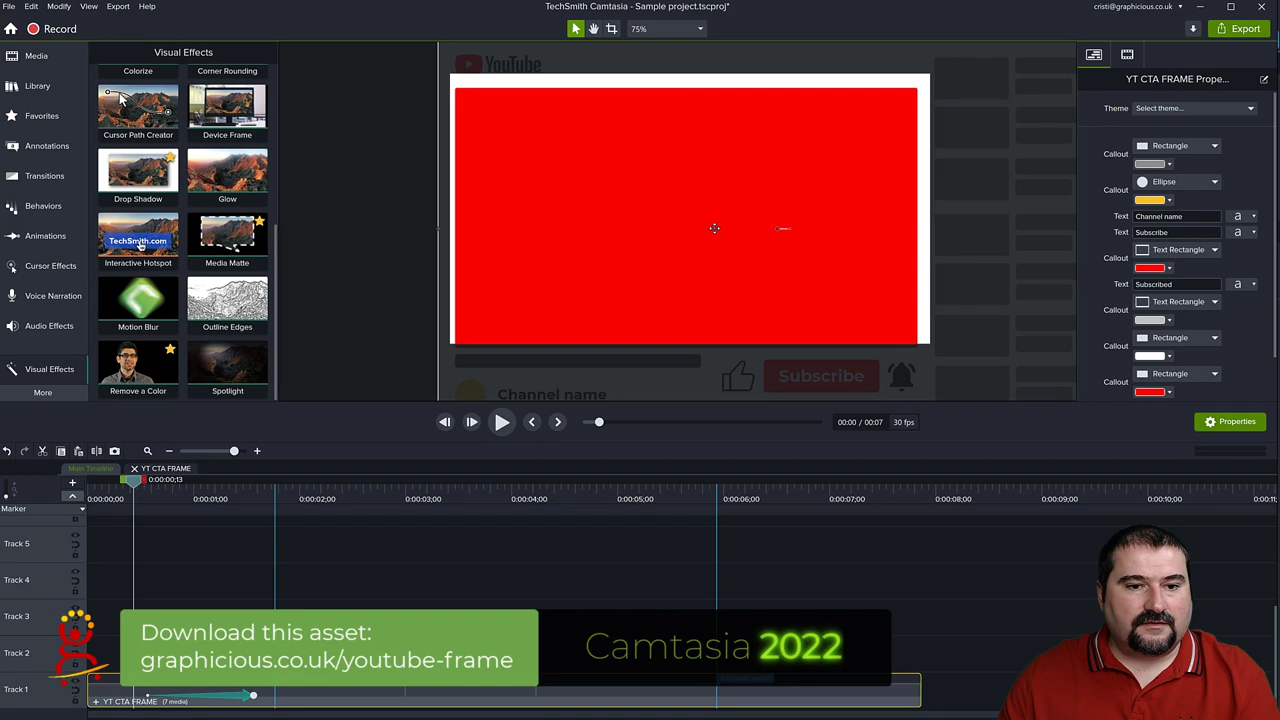 File Edit Modify View Export Help
TechSmith Camtasia - Sample project.tscproj*
cristi@graphicious.co.uk
Record
75%
Export
Media
Library
Favorites
Annotations
Transitions
Behaviors
Animations
Cursor Effects
Voice Narration
Audio Effects
Visual Effects
More
Visual Effects
Colorize Corner Rounding
Cursor Path Creator Device Frame
Drop Shadow Glow
TechSmith.com
Interactive Hotspot Media Matte
Motion Blur Outline Edges
Remove a Color Spotlight
YouTube
Subscribe
Channel name
YT CTA FRAME Prope...
Theme Select theme...
Callout Rectangle
Callout Ellipse
Text Channel name a
Text Subscribe a
Callout Text Rectangle
Text Subscribed a
Callout Text Rectangle
Callout Rectangle
Callout Rectangle
00:00 / 00:07 30 fps
Properties
Main Timeline YT CTA FRAME
0:00:00;13
0:00:00;00 0:00:01;00 0:00:02;00 0:00:03;00 0:00:04;00 0:00:05;00 0:00:06;00 0:00:07;00 0:00:08;00 0:00:09;00 0:00:10;00 0:00:11;
Marker
Track 5
Track 4
Track 3
Track 2
Track 1
YT CTA FRAME (7 media)
Download this asset:
graphicious.co.uk/youtube-frame
Camtasia 2022